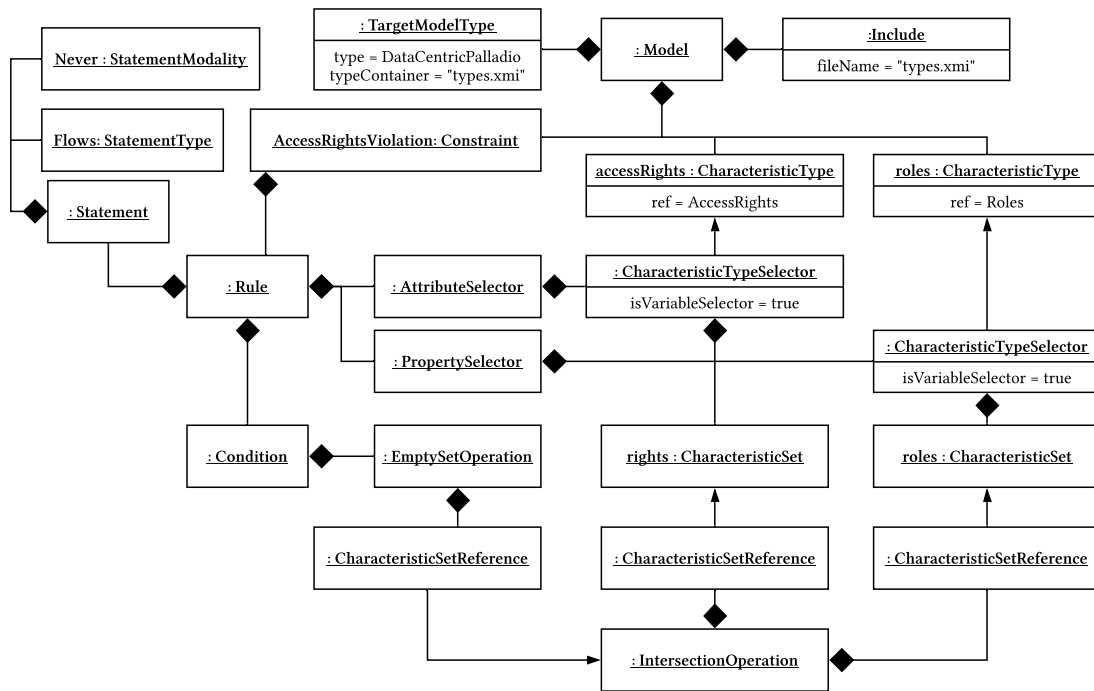 : TargetModelType
type = DataCentricPalladio
typeContainer = "types.xmi"
: Model
:Include
fileName = "types.xmi"
Never : StatementModality
Flows: StatementType
AccessRightsViolation: Constraint
accessRights : CharacteristicType
ref = AccessRights
roles : CharacteristicType
ref = Roles
: Statement
: Rule
: AttributeSelector
: CharacteristicTypeSelector
isVariableSelector = true
: PropertySelector
: CharacteristicTypeSelector
isVariableSelector = true
: Condition
: EmptySetOperation
rights : CharacteristicSet
roles : CharacteristicSet
: CharacteristicSetReference
: CharacteristicSetReference
: CharacteristicSetReference
: IntersectionOperation